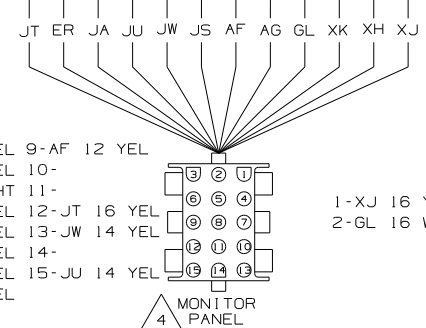 JT ER JA JU JW JS AF AG GL XK XH XJ
EL 9-AF 12 YEL
EL 10-
HT 11-
EL 12-JT 16 YEL
EL 13-JW 14 YEL
EL 14-
EL 15-JU 14 YEL
EL
3 2 1
6 5 4
9 8 7
12 11 10
15 14 13
1-XJ 16 Y
2-GL 16 W
4
MONITOR
PANEL